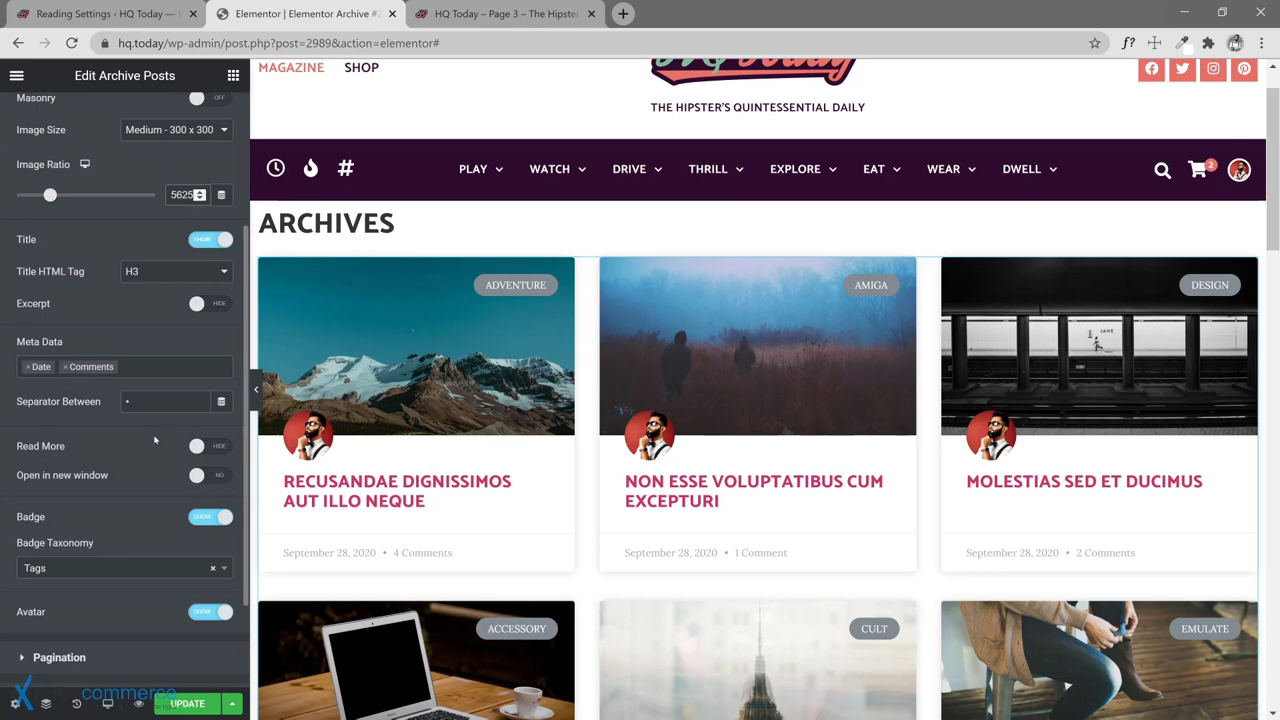 Reading Settings ‹ HQ Today —
Elementor | Elementor Archive #
HQ Today – Page 3 – The Hipster
hq.today/wp-admin/post.php?post=2989&action=elementor#
Edit Archive Posts
Masonry OFF
Image Size Medium - 300 x 300
Image Ratio
5625
Title SHOW
Title HTML Tag H3
Excerpt HIDE
Meta Data
× Date × Comments
Separator Between •
Read More HIDE
Open in new window NO
Badge SHOW
Badge Taxonomy
Tags ×
Avatar SHOW
Pagination
commerce
UPDATE
MAGAZINE SHOP
THE HIPSTER'S QUINTESSENTIAL DAILY
# PLAY WATCH DRIVE THRILL EXPLORE EAT WEAR DWELL 2
ARCHIVES
ADVENTURE
RECUSANDAE DIGNISSIMOS
AUT ILLO NEQUE
September 28, 2020 • 4 Comments
AMIGA
NON ESSE VOLUPTATIBUS CUM
EXCEPTURI
September 28, 2020 • 1 Comment
DESIGN
JANE
MOLESTIAS SED ET DUCIMUS
September 28, 2020 • 2 Comments
ACCESSORY
CULT
EMULATE